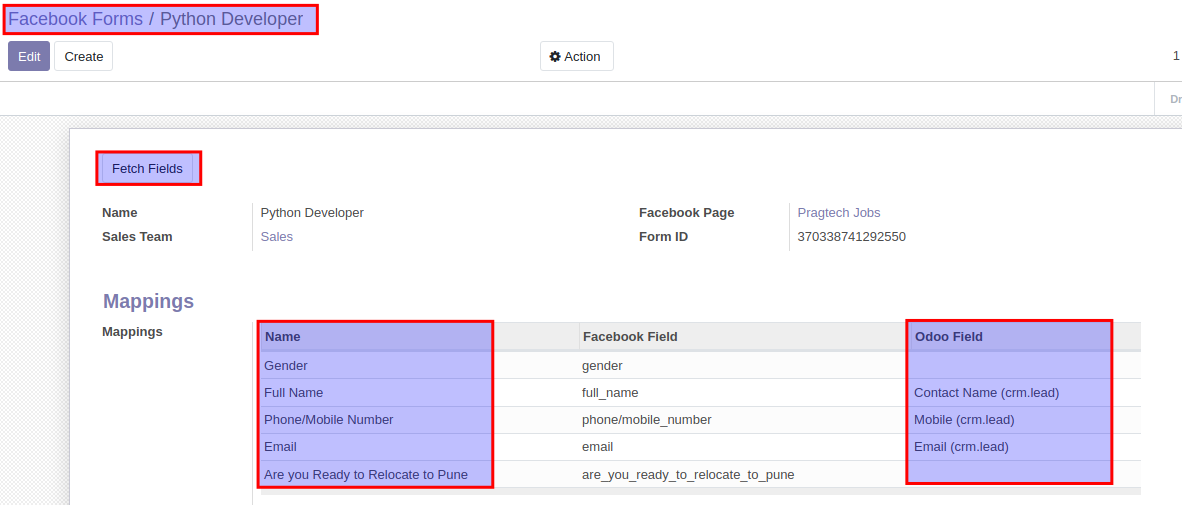 Facebook Forms / Python Developer
Edit Create Action 1
Dr
Fetch Fields
Name Python Developer Facebook Page Pragtech Jobs
Sales Team Sales Form ID 370338741292550
Mappings
Mappings Name Facebook Field Odoo Field
Gender gender
Full Name full_name Contact Name (crm.lead)
Phone/Mobile Number phone/mobile_number Mobile (crm.lead)
Email email Email (crm.lead)
Are you Ready to Relocate to Pune are_you_ready_to_relocate_to_pune